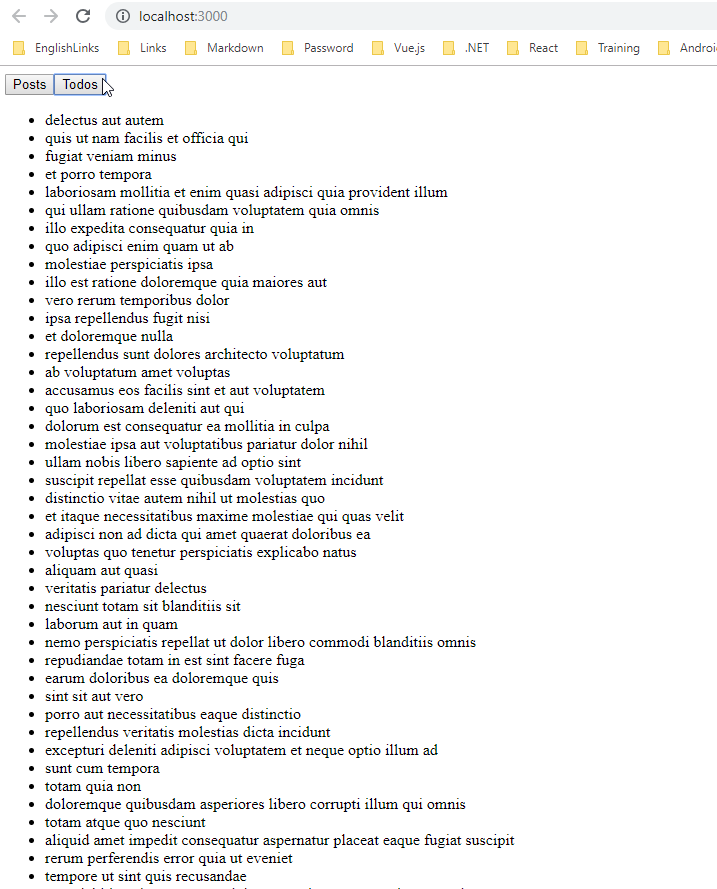 localhost:3000
EnglishLinks Links Markdown Password Vue.js .NET React Training Androi
Posts Todos
delectus aut autem
quis ut nam facilis et officia qui
fugiat veniam minus
et porro tempora
laboriosam mollitia et enim quasi adipisci quia provident illum
qui ullam ratione quibusdam voluptatem quia omnis
illo expedita consequatur quia in
quo adipisci enim quam ut ab
molestiae perspiciatis ipsa
illo est ratione doloremque quia maiores aut
vero rerum temporibus dolor
ipsa repellendus fugit nisi
et doloremque nulla
repellendus sunt dolores architecto voluptatum
ab voluptatum amet voluptas
accusamus eos facilis sint et aut voluptatem
quo laboriosam deleniti aut qui
dolorum est consequatur ea mollitia in culpa
molestiae ipsa aut voluptatibus pariatur dolor nihil
ullam nobis libero sapiente ad optio sint
suscipit repellat esse quibusdam voluptatem incidunt
distinctio vitae autem nihil ut molestias quo
et itaque necessitatibus maxime molestiae qui quas velit
adipisci non ad dicta qui amet quaerat doloribus ea
voluptas quo tenetur perspiciatis explicabo natus
aliquam aut quasi
veritatis pariatur delectus
nesciunt totam sit blanditiis sit
laborum aut in quam
nemo perspiciatis repellat ut dolor libero commodi blanditiis omnis
repudiandae totam in est sint facere fuga
earum doloribus ea doloremque quis
sint sit aut vero
porro aut necessitatibus eaque distinctio
repellendus veritatis molestias dicta incidunt
excepturi deleniti adipisci voluptatem et neque optio illum ad
sunt cum tempora
totam quia non
doloremque quibusdam asperiores libero corrupti illum qui omnis
totam atque quo nesciunt
aliquid amet impedit consequatur aspernatur placeat eaque fugiat suscipit
rerum perferendis error quia ut eveniet
tempore ut sint quis recusandae